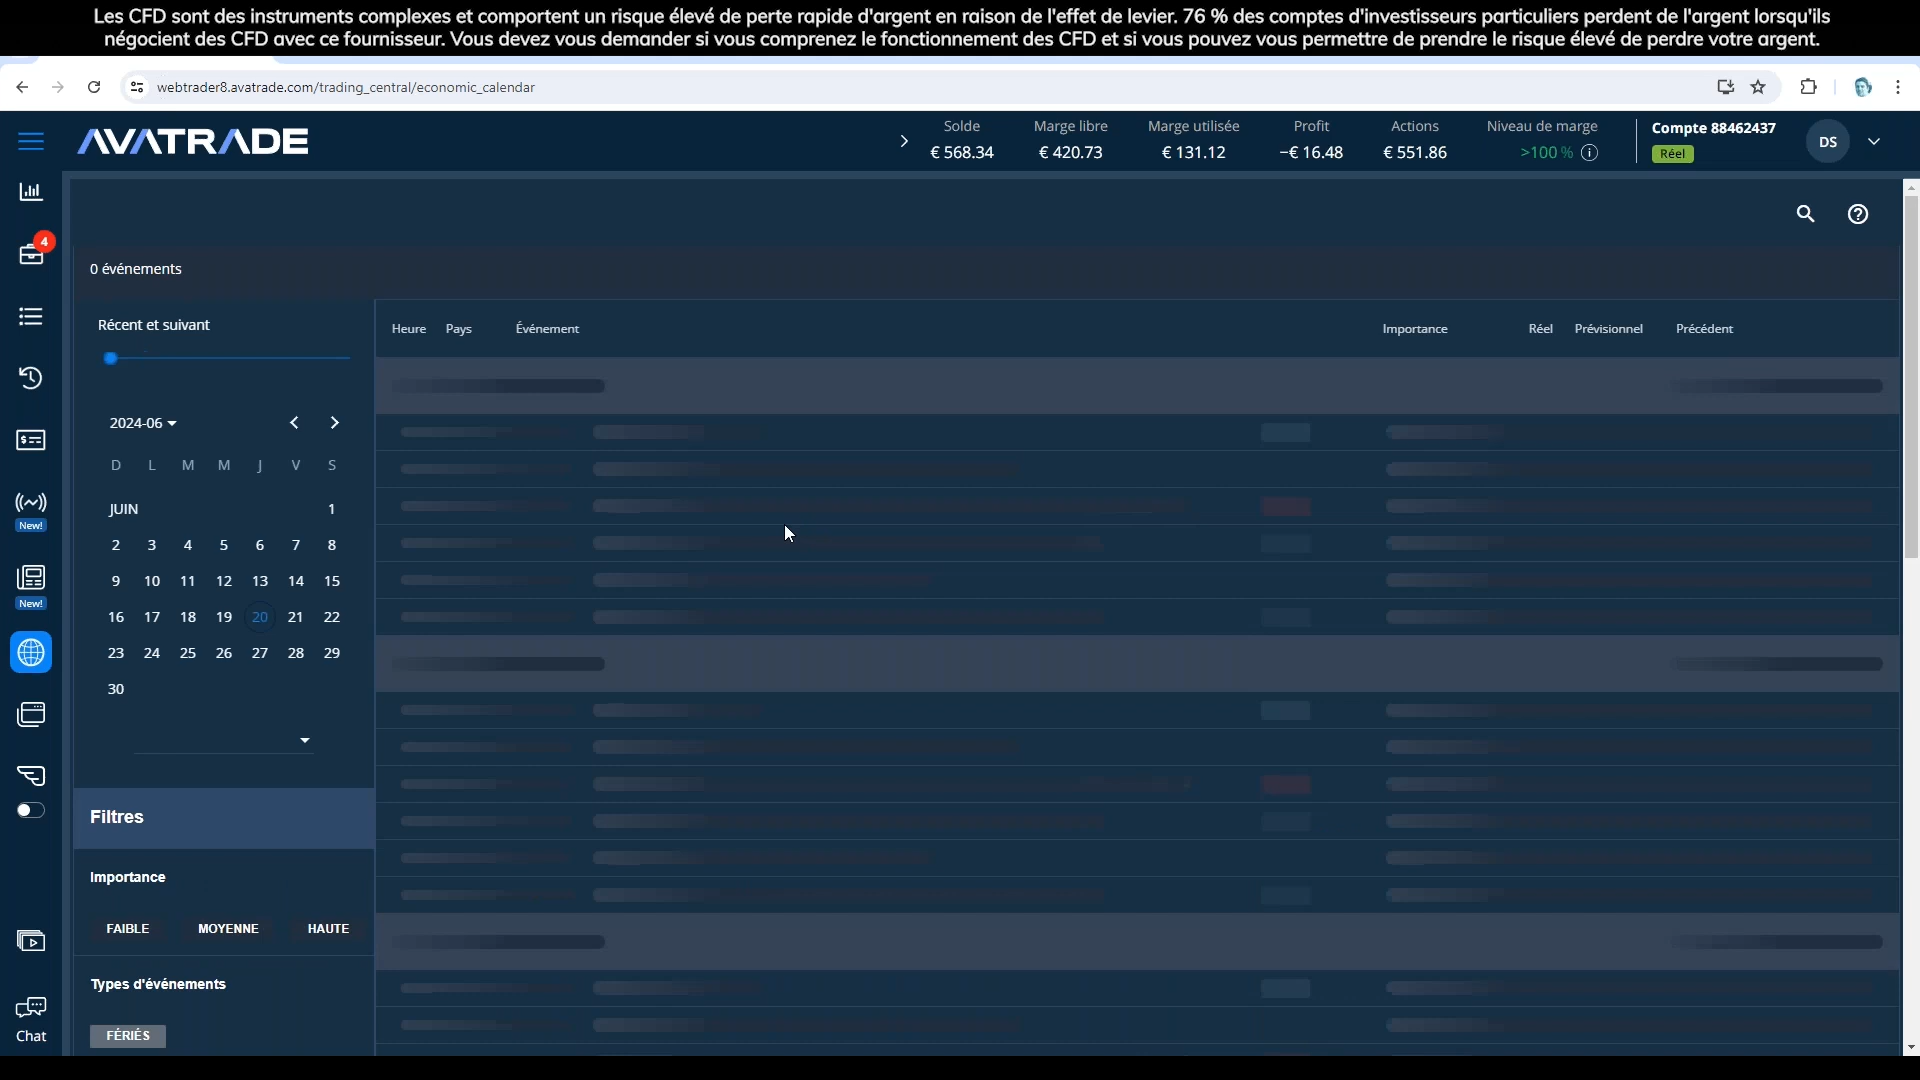 Les CFD sont des instruments complexes et comportent un risque élevé de perte rapide d'argent en raison de l'effet de levier. 76 % des comptes d'investisseurs particuliers perdent de l'argent lorsqu'ils
négocient des CFD avec ce fournisseur. Vous devez vous demander si vous comprenez le fonctionnement des CFD et si vous pouvez vous permettre de prendre le risque élevé de perdre votre argent.
webtrader8.avatrade.com/trading_central/economic_calendar
AVATRADE
Solde Marge libre Marge utilisée Profit Actions Niveau de marge
€ 568.34 € 420.73 € 131.12 −€ 16.48 € 551.86 >100 %
Compte 88462437
Réel
DS
4
0 événements
Récent et suivant
Heure Pays Événement Importance Réel Prévisionnel Précédent
2024-06
D L M M J V S
JUIN 1
2 3 4 5 6 7 8
9 10 11 12 13 14 15
16 17 18 19 20 21 22
23 24 25 26 27 28 29
30
New!
New!
Filtres
Importance
FAIBLE MOYENNE HAUTE
Types d'événements
FÉRIÉS
Chat